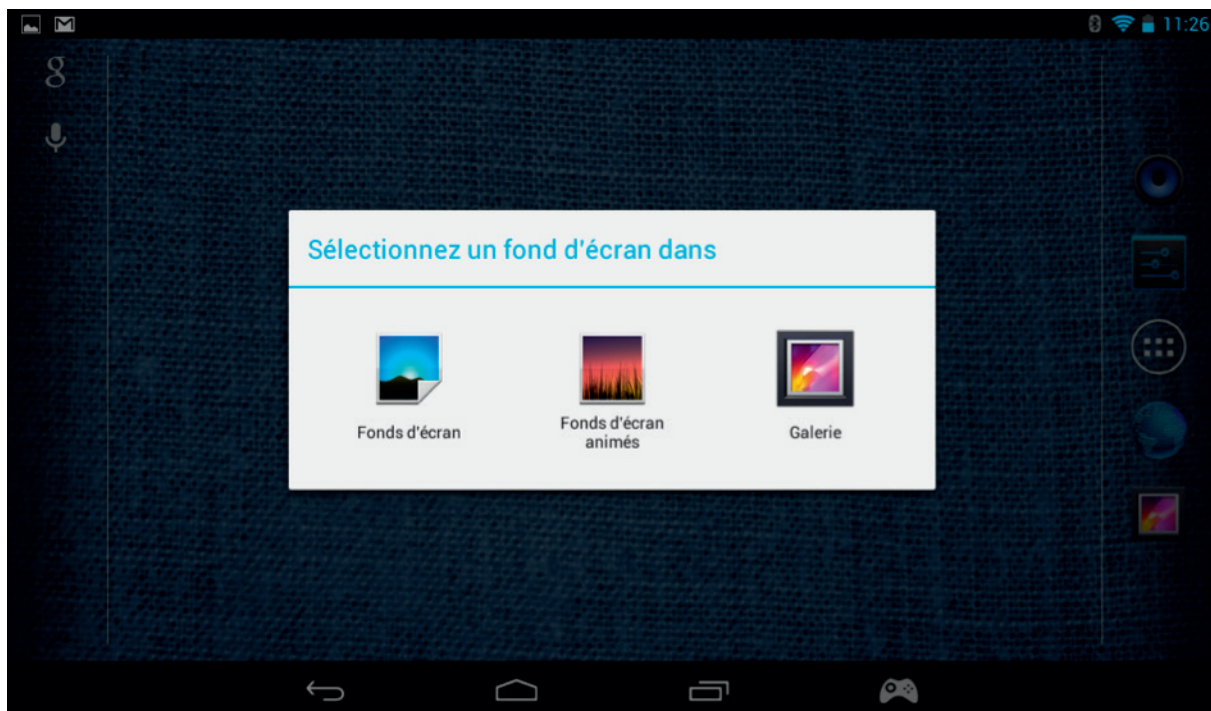 11:26
g
Sélectionnez un fond d'écran dans
Fonds d'écran
Fonds d'écran
animés
Galerie